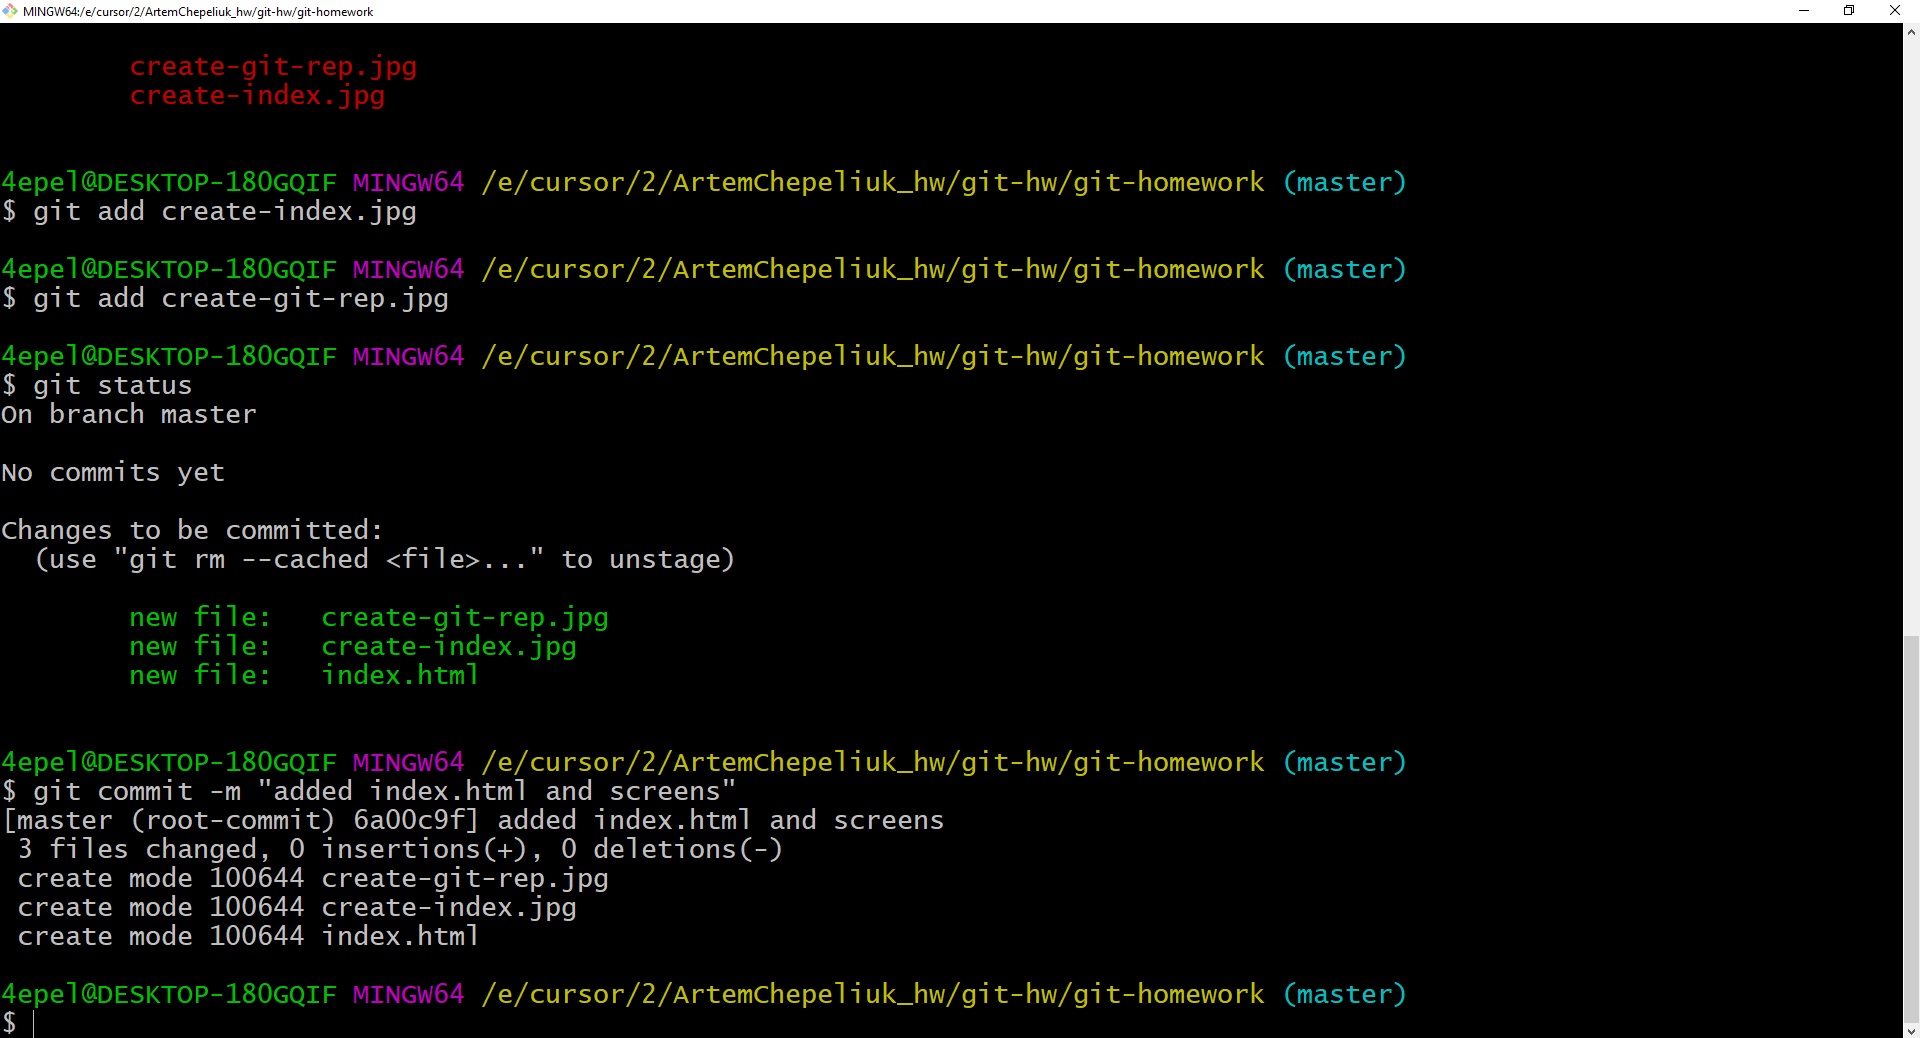 MINGW64:/e/cursor/2/ArtemChepeliuk_hw/git-hw/git-homework
create-git-rep.jpg
create-index.jpg
4epel@DESKTOP-180GQIF MINGW64 /e/cursor/2/ArtemChepeliuk_hw/git-hw/git-homework (master)
$ git add create-index.jpg
4epel@DESKTOP-180GQIF MINGW64 /e/cursor/2/ArtemChepeliuk_hw/git-hw/git-homework (master)
$ git add create-git-rep.jpg
4epel@DESKTOP-180GQIF MINGW64 /e/cursor/2/ArtemChepeliuk_hw/git-hw/git-homework (master)
$ git status
On branch master
No commits yet
Changes to be committed:
  (use "git rm --cached <file>..." to unstage)
        new file:   create-git-rep.jpg
        new file:   create-index.jpg
        new file:   index.html
4epel@DESKTOP-180GQIF MINGW64 /e/cursor/2/ArtemChepeliuk_hw/git-hw/git-homework (master)
$ git commit -m "added index.html and screens"
[master (root-commit) 6a00c9f] added index.html and screens
 3 files changed, 0 insertions(+), 0 deletions(-)
 create mode 100644 create-git-rep.jpg
 create mode 100644 create-index.jpg
 create mode 100644 index.html
4epel@DESKTOP-180GQIF MINGW64 /e/cursor/2/ArtemChepeliuk_hw/git-hw/git-homework (master)
$